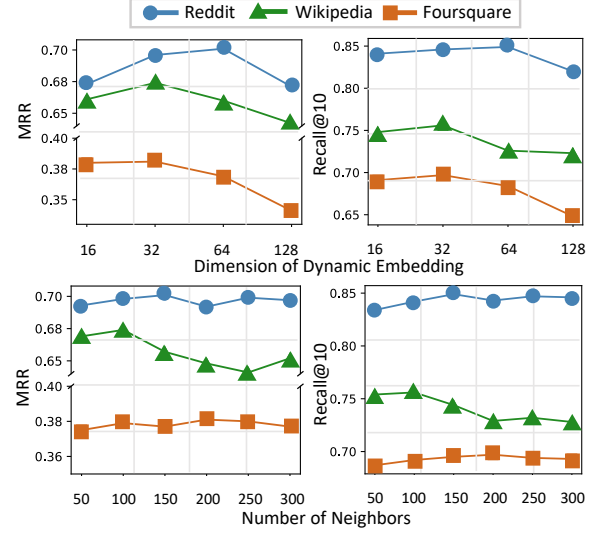 Reddit Wikipedia Foursquare
0.70
0.68
0.65
0.40
0.38
0.35
MRR
16 32 64 128
0.85
0.80
0.75
0.70
0.65
Recall@10
16 32 64 128
Dimension of Dynamic Embedding
0.70
0.68
0.65
0.40
0.38
0.36
MRR
50 100 150 200 250 300
0.85
0.80
0.75
0.70
Recall@10
50 100 150 200 250 300
Number of Neighbors